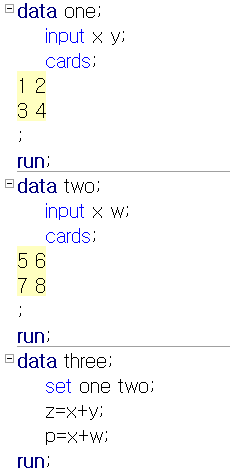 data one;
input x y;
cards;
1 2
3 4
;
run;
data two;
input x w;
cards;
5 6
7 8
;
run;
data three;
set one two;
z=x+y;
p=x+w;
run;